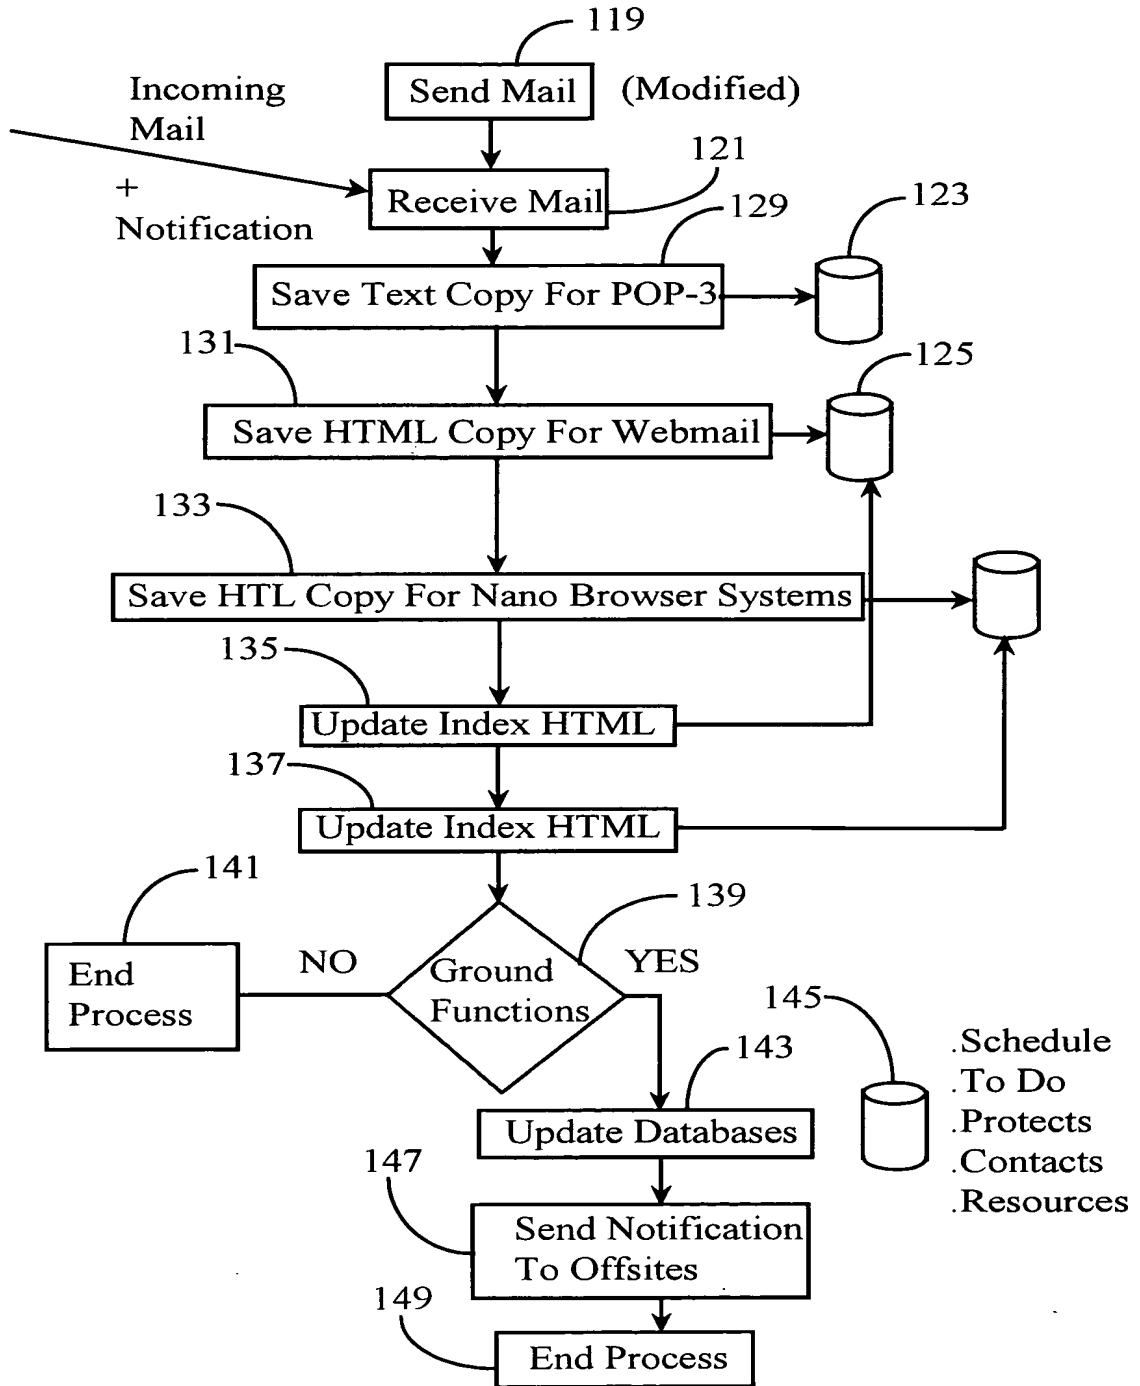 119
Send Mail (Modified)
Incoming
Mail
+
Notification
121
Receive Mail
129
123
Save Text Copy For POP-3
131
125
Save HTML Copy For Webmail
133
Save HTL Copy For Nano Browser Systems
135
Update Index HTML
137
Update Index HTML
141
139
End
Process
NO
Ground
Functions
YES
145
143
Update Databases
.Schedule
.To Do
.Protects
.Contacts
.Resources
147
Send Notification
To Offsites
149
End Process